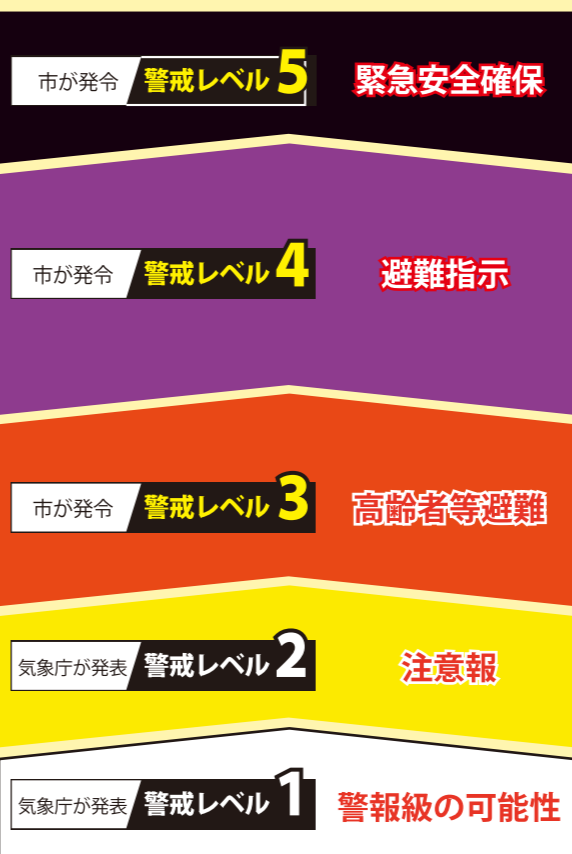 市が発令 警戒レベル5 緊急安全確保
市が発令 警戒レベル4 避難指示
市が発令 警戒レベル3 高齢者等避難
気象庁が発表 警戒レベル2 注意報
気象庁が発表 警戒レベル1 警報級の可能性